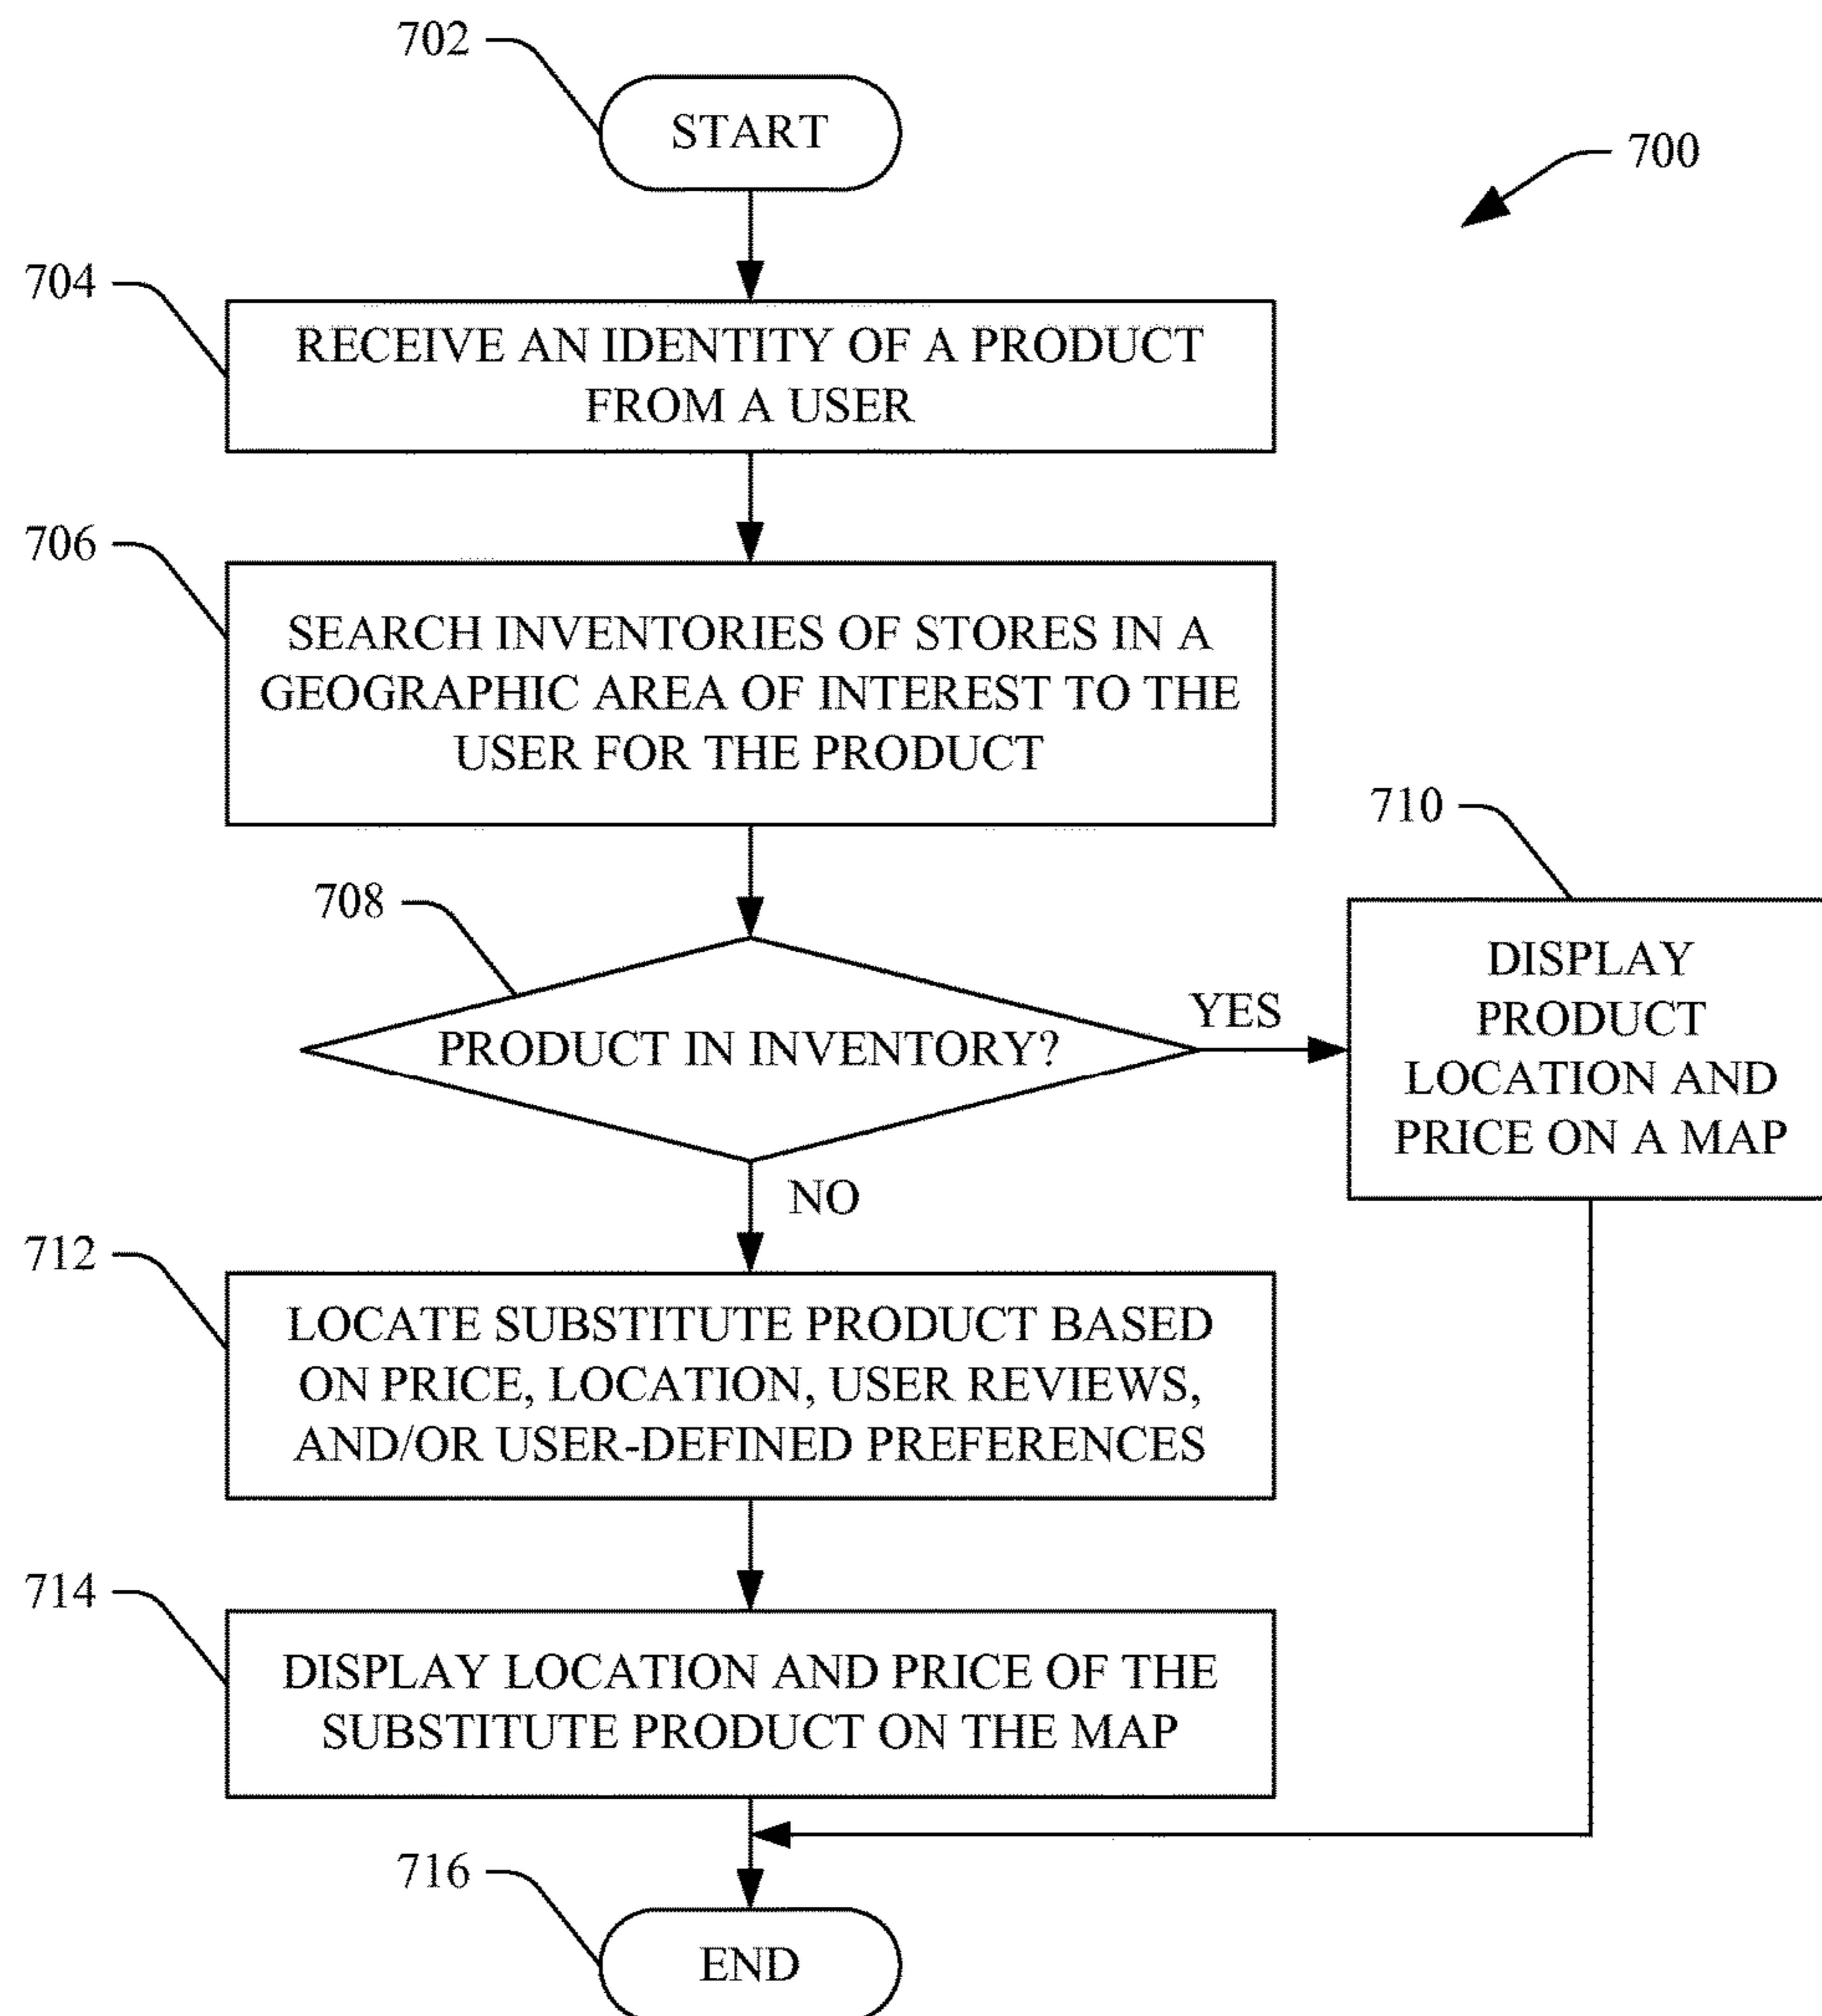 702
START
700
704
RECEIVE AN IDENTITY OF A PRODUCT
FROM A USER
706
SEARCH INVENTORIES OF STORES IN A
GEOGRAPHIC AREA OF INTEREST TO THE
USER FOR THE PRODUCT
708
PRODUCT IN INVENTORY?
YES
710
DISPLAY
PRODUCT
LOCATION AND
PRICE ON A MAP
NO
712
LOCATE SUBSTITUTE PRODUCT BASED
ON PRICE, LOCATION, USER REVIEWS,
AND/OR USER-DEFINED PREFERENCES
714
DISPLAY LOCATION AND PRICE OF THE
SUBSTITUTE PRODUCT ON THE MAP
716
END